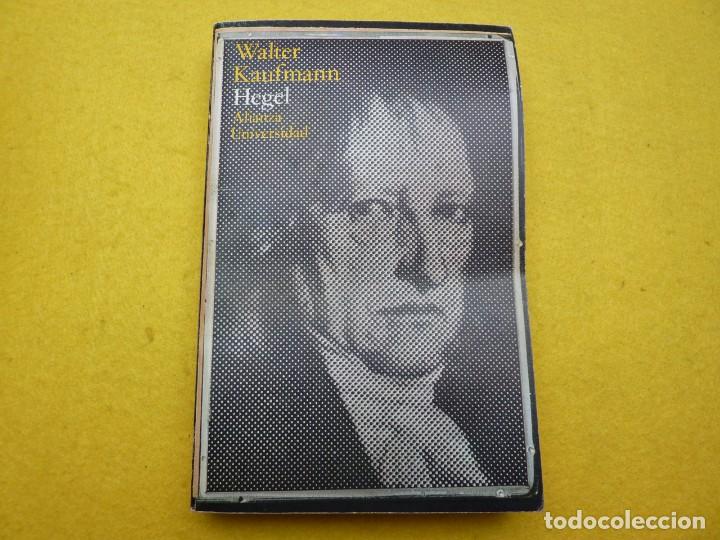 Walter
Kaufmann
Hegel
Alianza
Universidad
todocoleccion